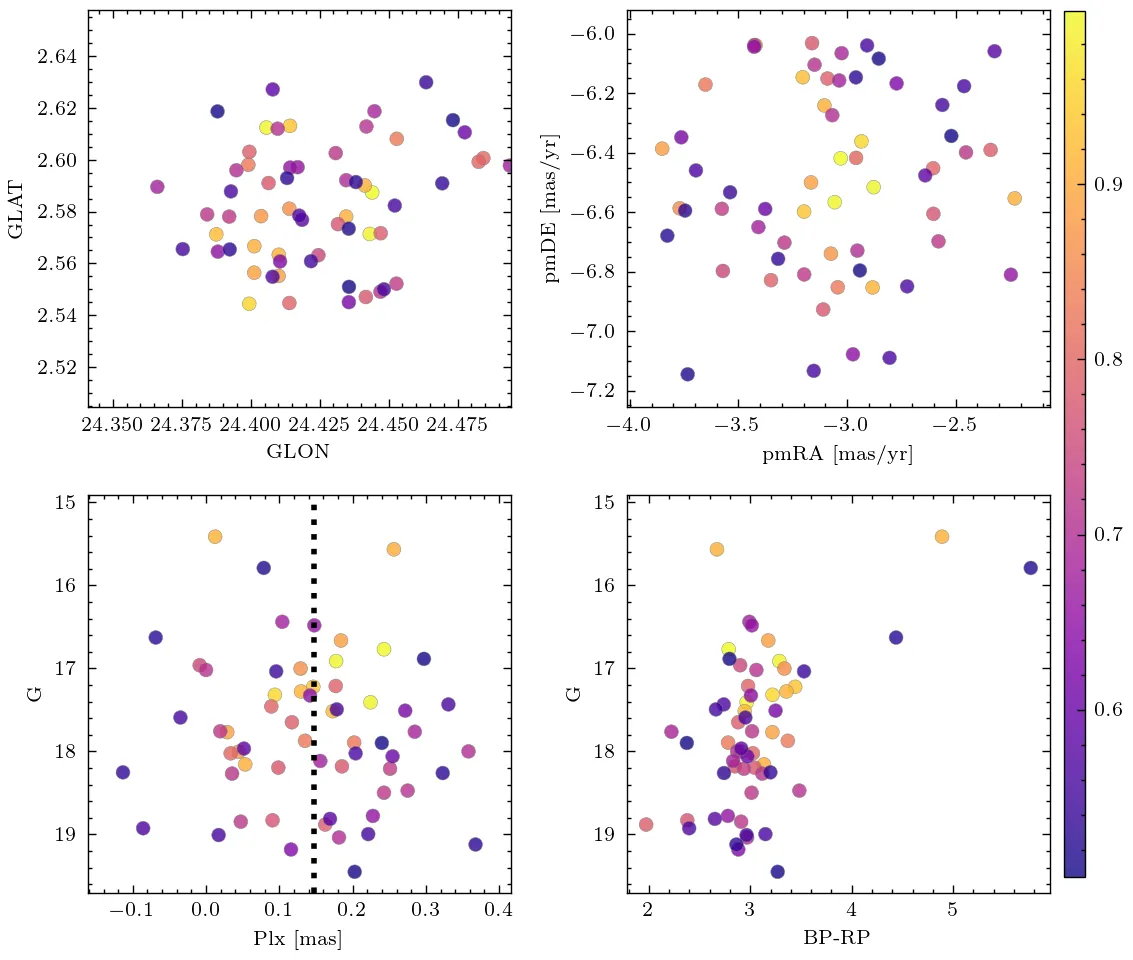 2.64
2.62
2.60
2.58
2.56
2.54
2.52
GLAT
24.350 24.375 24.400 24.425 24.450 24.475
GLON
−6.0
−6.2
−6.4
−6.6
−6.8
−7.0
−7.2
pmDE [mas/yr]
−4.0 −3.5 −3.0 −2.5
pmRA [mas/yr]
15
16
17
18
19
G
−0.1 0.0 0.1 0.2 0.3 0.4
Plx [mas]
15
16
17
18
19
G
2 3 4 5
BP-RP
0.9
0.8
0.7
0.6